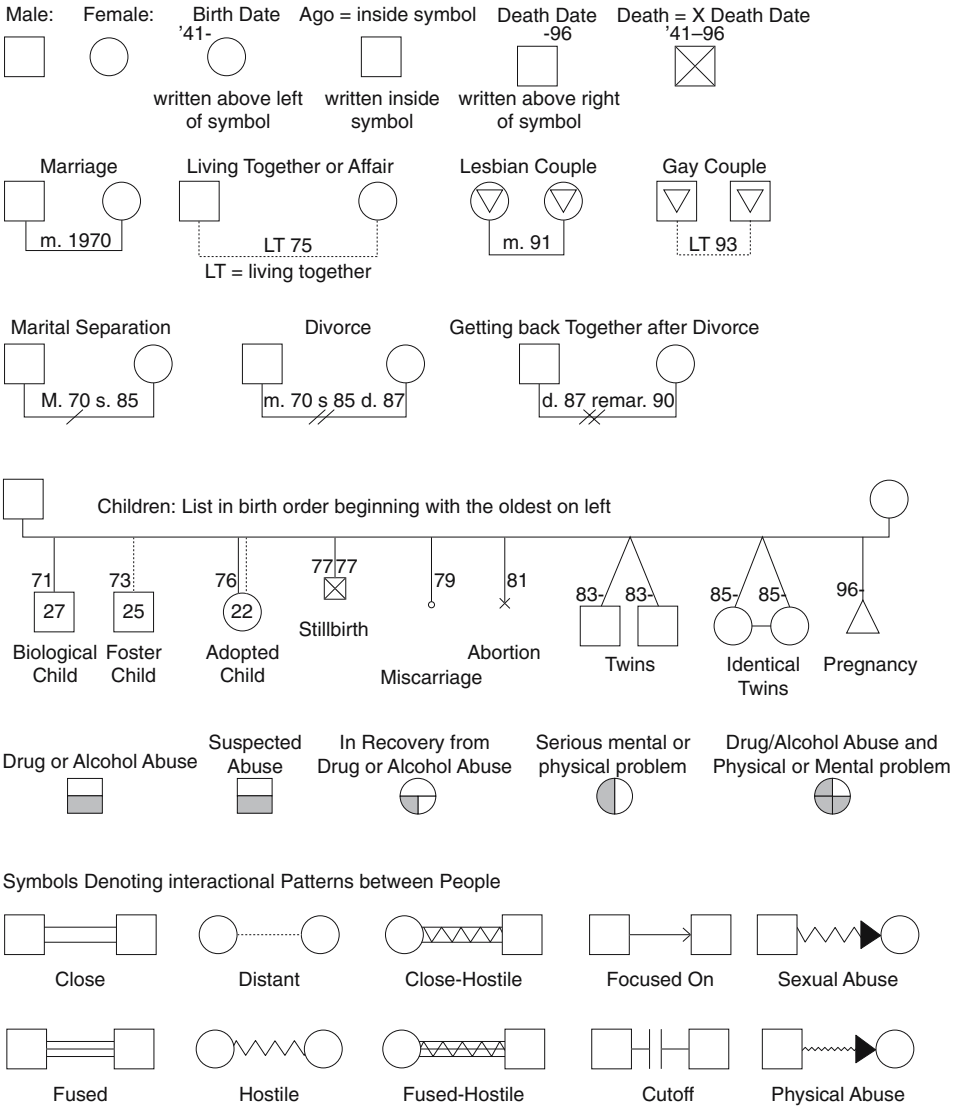 Male: Female: Birth Date Ago = inside symbol Death Date Death = X Death Date
'41- -96 '41–96
written above left written inside written above right
of symbol symbol of symbol
Marriage Living Together or Affair Lesbian Couple Gay Couple
m. 1970 LT 75 m. 91 LT 93
LT = living together
Marital Separation Divorce Getting back Together after Divorce
M. 70 s. 85 m. 70 s 85 d. 87 d. 87 remar. 90
Children: List in birth order beginning with the oldest on left
71 73 76 77 77 79 81 83- 83- 85- 85- 96-
27 25 22
Stillbirth
Biological Foster Adopted Abortion Twins Identical Pregnancy
Child Child Child Miscarriage Twins
Drug or Alcohol Abuse Suspected In Recovery from Serious mental or Drug/Alcohol Abuse and
Abuse Drug or Alcohol Abuse physical problem Physical or Mental problem
Symbols Denoting interactional Patterns between People
Close Distant Close-Hostile Focused On Sexual Abuse
Fused Hostile Fused-Hostile Cutoff Physical Abuse